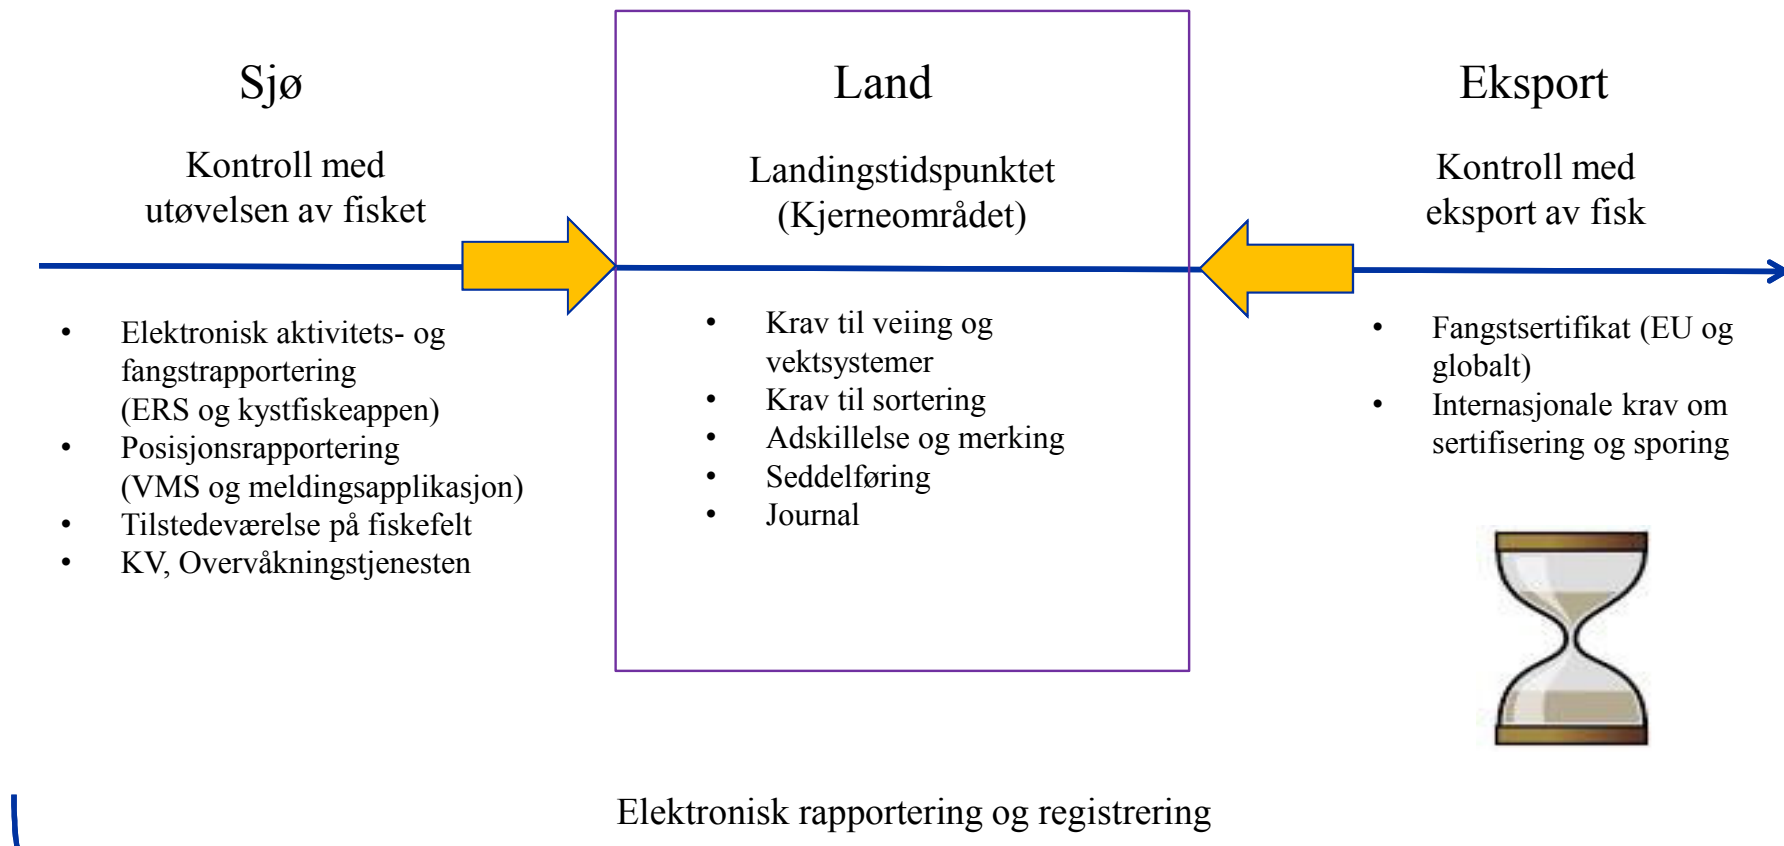 Sjø
Kontroll med
utøvelsen av fisket
• Elektronisk aktivitets- og
fangstrapportering
(ERS og kystfiskeappen)
• Posisjonsrapportering
(VMS og meldingsapplikasjon)
• Tilstedeværelse på fiskefelt
• KV, Overvåkningstjenesten
Land
Landingstidspunktet
(Kjerneområdet)
• Krav til veiing og
vektsystemer
• Krav til sortering
• Adskillelse og merking
• Seddelføring
• Journal
Eksport
Kontroll med
eksport av fisk
• Fangstsertifikat (EU og
globalt)
• Internasjonale krav om
sertifisering og sporing
Elektronisk rapportering og registrering